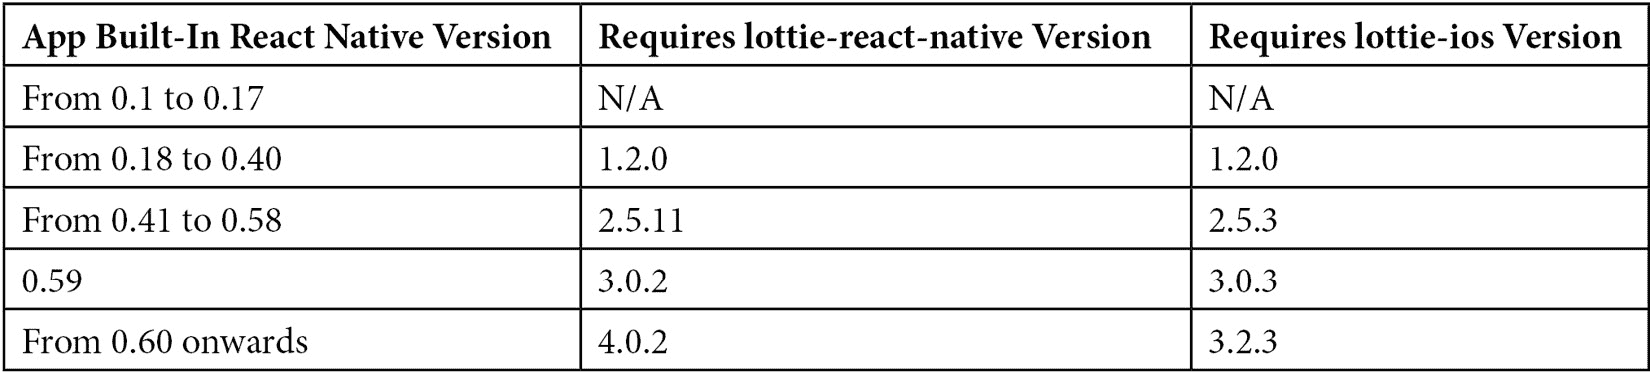 App Built-In React Native Version Requires lottie-react-native Version Requires lottie-ios Version
From 0.1 to 0.17 N/A N/A
From 0.18 to 0.40 1.2.0 1.2.0
From 0.41 to 0.58 2.5.11 2.5.3
0.59 3.0.2 3.0.3
From 0.60 onwards 4.0.2 3.2.3